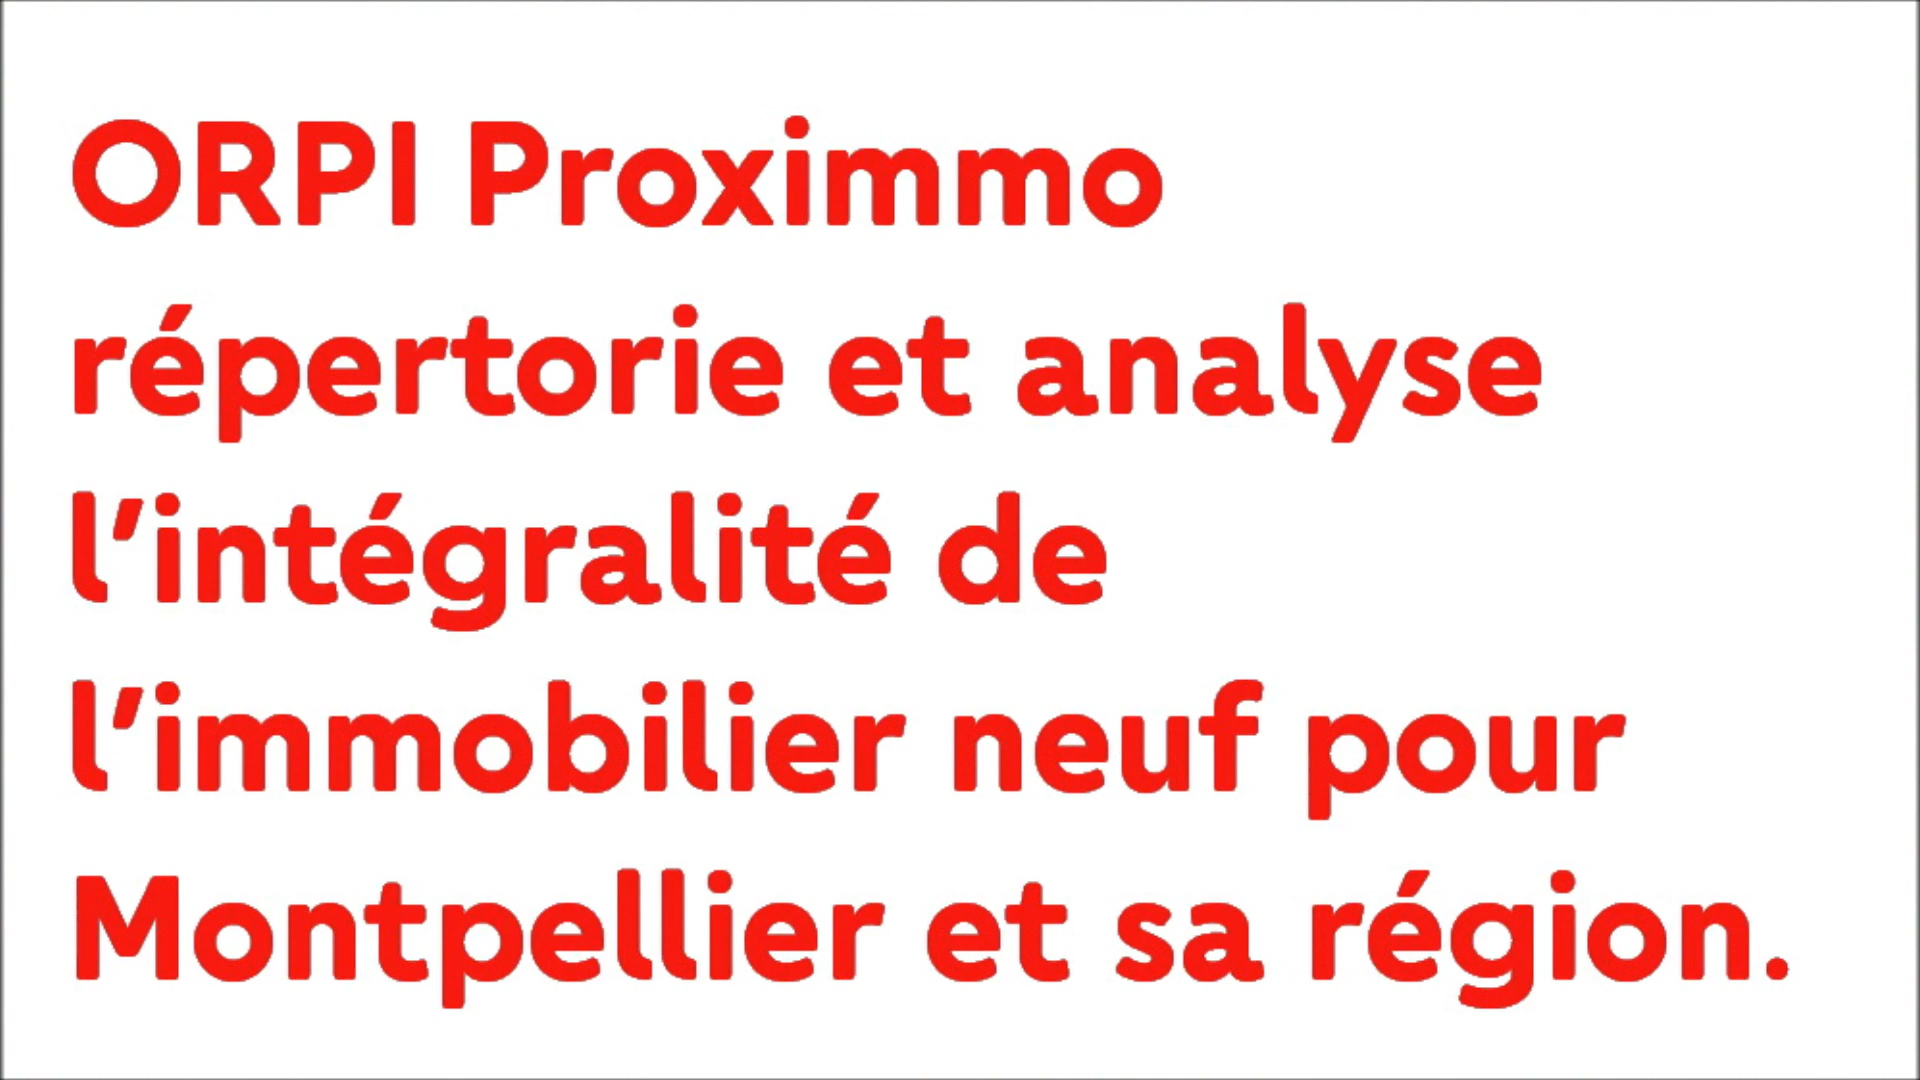 ORPI Proximmo
répertorie et analyse
l’intégralité de
l’immobilier neuf pour
Montpellier et sa région.